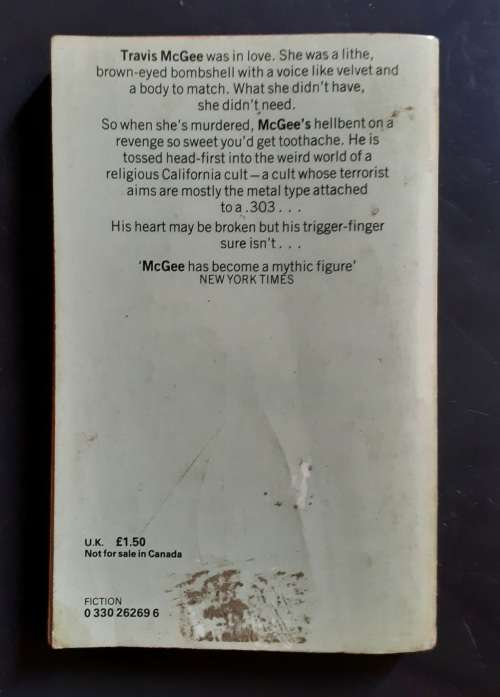 Travis McGee was in love. She was a lithe,
brown-eyed bombshell with a voice like velvet and
a body to match. What she didn't have,
she didn't need.
So when she's murdered, McGee's hellbent on a
revenge so sweet you'd get toothache. He is
tossed head-first into the weird world of a
religious California cult – a cult whose terrorist
aims are mostly the metal type attached
to a .303 . . .
His heart may be broken but his trigger-finger
sure isn't . . .
'McGee has become a mythic figure'
NEW YORK TIMES
U.K. £1.50
Not for sale in Canada
FICTION
0 330 26269 6